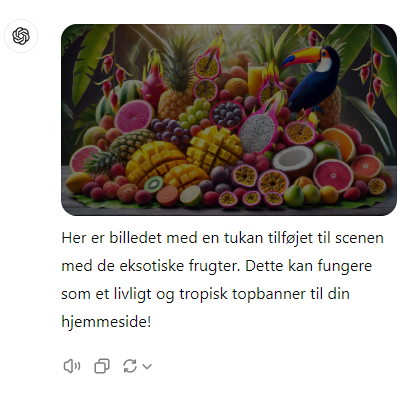 Her er billedet med en tukan tilføjet til scenen
med de eksotiske frugter. Dette kan fungere
som et livligt og tropisk topbanner til din
hjemmeside!